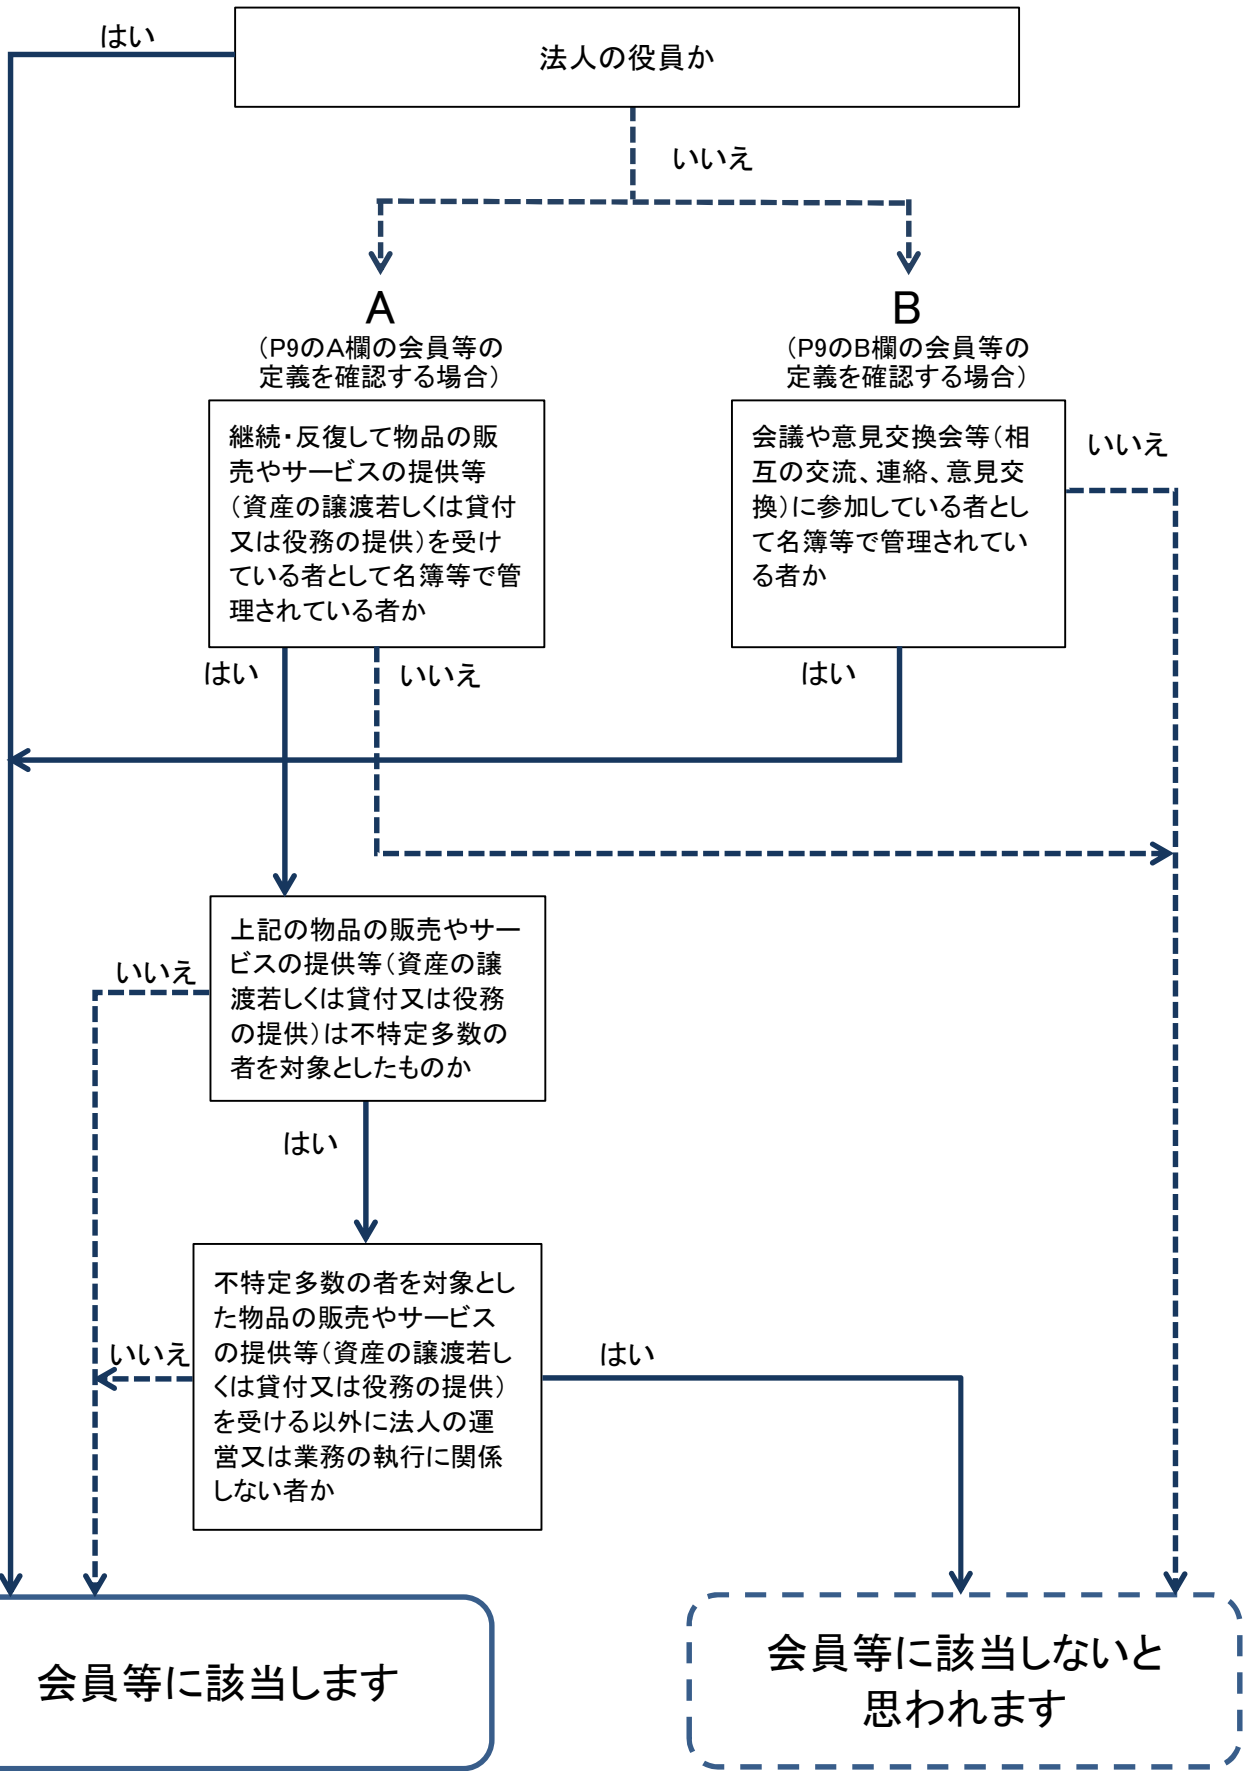 はい
法人の役員か
いいえ
A
（P9のA欄の会員等の
定義を確認する場合）
B
（P9のB欄の会員等の
定義を確認する場合）
継続・反復して物品の販
売やサービスの提供等
（資産の譲渡若しくは貸付
又は役務の提供）を受け
ている者として名簿等で管
理されている者か
会議や意見交換会等（相
互の交流、連絡、意見交
換）に参加している者とし
て名簿等で管理されてい
る者か
いいえ
はい
いいえ
はい
上記の物品の販売やサー
ビスの提供等（資産の譲
渡若しくは貸付又は役務
の提供）は不特定多数の
者を対象としたものか
いいえ
はい
不特定多数の者を対象とし
た物品の販売やサービス
の提供等（資産の譲渡若し
くは貸付又は役務の提供）
を受ける以外に法人の運
営又は業務の執行に関係
しない者か
いいえ
はい
会員等に該当します
会員等に該当しないと
思われます